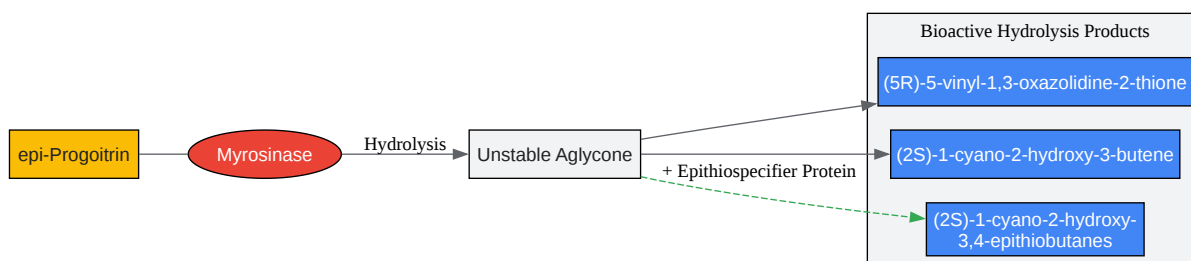 Bioactive Hydrolysis Products
(5R)-5-vinyl-1,3-oxazolidine-2-thione
epi-Progoitrin
Myrosinase
Hydrolysis
Unstable Aglycone
(2S)-1-cyano-2-hydroxy-3-butene
+ Epithiospecifier Protein
(2S)-1-cyano-2-hydroxy-
3,4-epithiobutanes